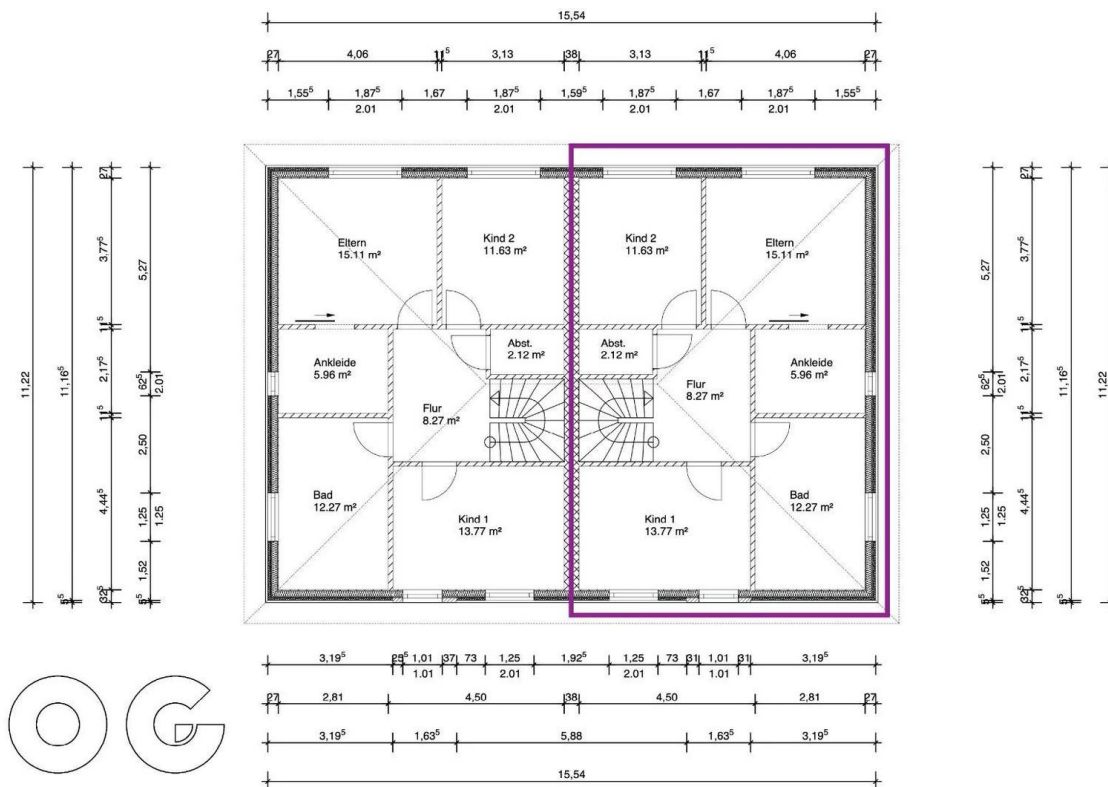 15,54
27 4,06 11⁵ 3,13 38 3,13 11⁵ 4,06 27
1,55⁵ 1,87⁵ 1,67 1,87⁵ 1,59⁵ 1,87⁵ 1,67 1,87⁵ 1,55⁵
2.01 2.01 2.01 2.01
11,22
11,16⁵
27 3,77⁵ 11⁵ 2,17⁵ 11⁵ 4,44⁵ 32⁵ 5⁵
5,27 62⁵ 2,50 1,25 1,52 5⁵
2.01 1.25
Eltern
15.11 m²
Kind 2
11.63 m²
Kind 2
11.63 m²
Eltern
15.11 m²
Ankleide
5.96 m²
Abst.
2.12 m²
Abst.
2.12 m²
Ankleide
5.96 m²
Flur
8.27 m²
Flur
8.27 m²
Bad
12.27 m²
Kind 1
13.77 m²
Kind 1
13.77 m²
Bad
12.27 m²
5,27 62⁵ 2,50 1,25 1,52 5⁵
2.01 1.25
27 3,77⁵ 11⁵ 2,17⁵ 11⁵ 4,44⁵ 32⁵
11,16⁵
5⁵
11,22
3,19⁵ 25⁵ 1,01 37 73 1,25 1,92⁵ 1,25 73 31 1,01 31 3,19⁵
1.01 2.01 2.01 1.01
27 2,81 4,50 38 4,50 2,81 27
3,19⁵ 1,63⁵ 5,88 1,63⁵ 3,19⁵
15,54
OG